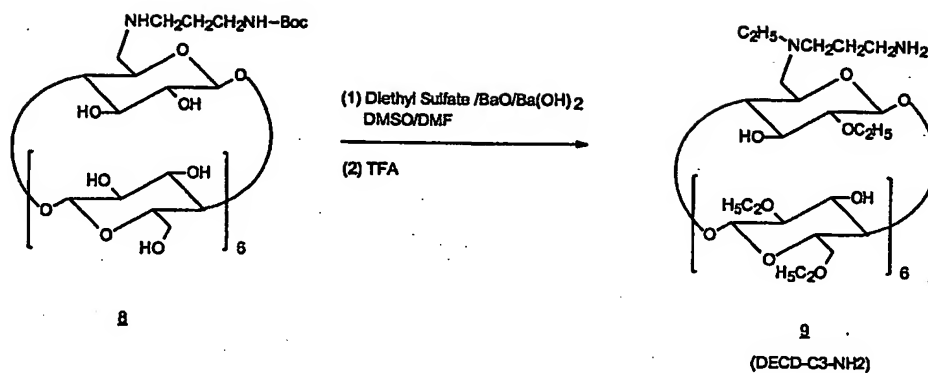 NHCH2CH2CH2NH-Boc
O
O
HO
OH
HO
OH
O
O
HO
6
8
(1) Diethyl Sulfate /BaO/Ba(OH) 2
DMSO/DMF
(2) TFA
C2H5
NCH2CH2CH2NH2
O
O
HO
OC2H5
H5C2O
OH
O
O
H5C2O
6
9
(DECD-C3-NH2)